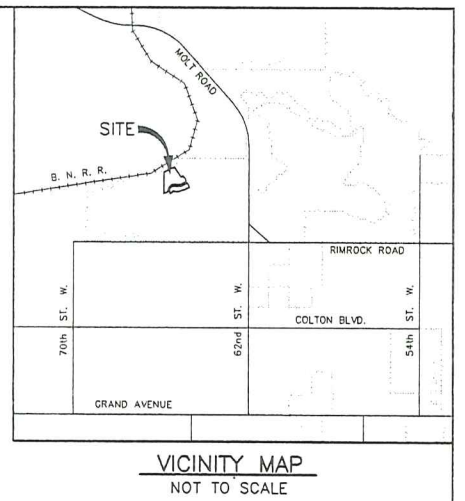 MOLT ROAD
SITE
B. N. R. R.
RIMROCK ROAD
70th ST. W.
62nd ST. W.
54th ST. W.
COLTON BLVD.
GRAND AVENUE
VICINITY MAP
NOT TO SCALE